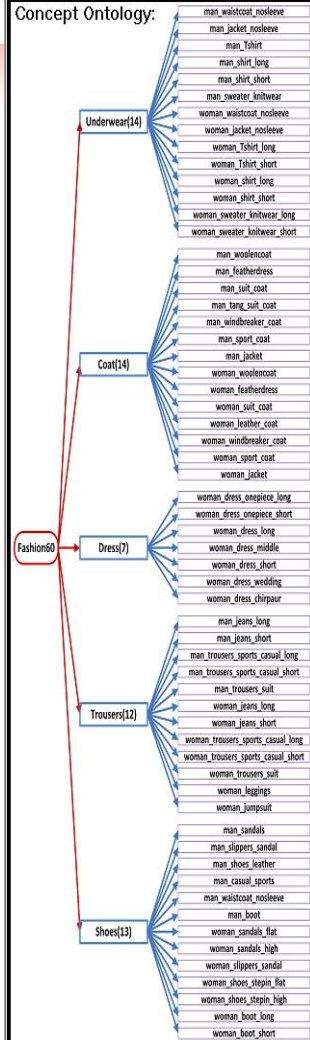 Concept Ontology:
Fashion60
Underwear(14)
man_waistcoat_nosleeve
man_jacket_nosleeve
man_Tshirt
man_shirt_long
man_shirt_short
man_sweater_knitwear
woman_waistcoat_nosleeve
woman_jacket_nosleeve
woman_Tshirt_long
woman_Tshirt_short
woman_shirt_long
woman_shirt_short
woman_sweater_knitwear_long
woman_sweater_knitwear_short
Coat(14)
man_woolencoat
man_featherdress
man_suit_coat
man_tang_suit_coat
man_windbreaker_coat
man_sport_coat
man_jacket
woman_woolencoat
woman_featherdress
woman_suit_coat
woman_leather_coat
woman_windbreaker_coat
woman_sport_coat
woman_jacket
Dress(7)
woman_dress_onepiece_long
woman_dress_onepiece_short
woman_dress_long
woman_dress_middle
woman_dress_short
woman_dress_wedding
woman_dress_chirpaur
Trousers(12)
man_jeans_long
man_jeans_short
man_trousers_sports_casual_long
man_trousers_sports_casual_short
man_trousers_suit
woman_jeans_long
woman_jeans_short
woman_trousers_sports_casual_long
woman_trousers_sports_casual_short
woman_trousers_suit
woman_leggings
woman_jumpsuit
Shoes(13)
man_sandals
man_slippers_sandal
man_shoes_leather
man_casual_sports
man_waistcoat_nosleeve
man_boot
woman_sandals_flat
woman_sandals_high
woman_slippers_sandal
woman_shoes_stepin_flat
woman_shoes_stepin_high
woman_boot_long
woman_boot_short